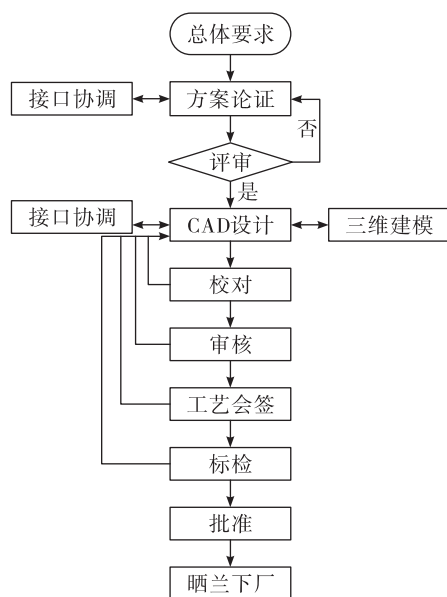 总体要求
接口协调
方案论证
否
评审
是
接口协调
CAD设计
三维建模
校对
审核
工艺会签
标检
批准
晒兰下厂